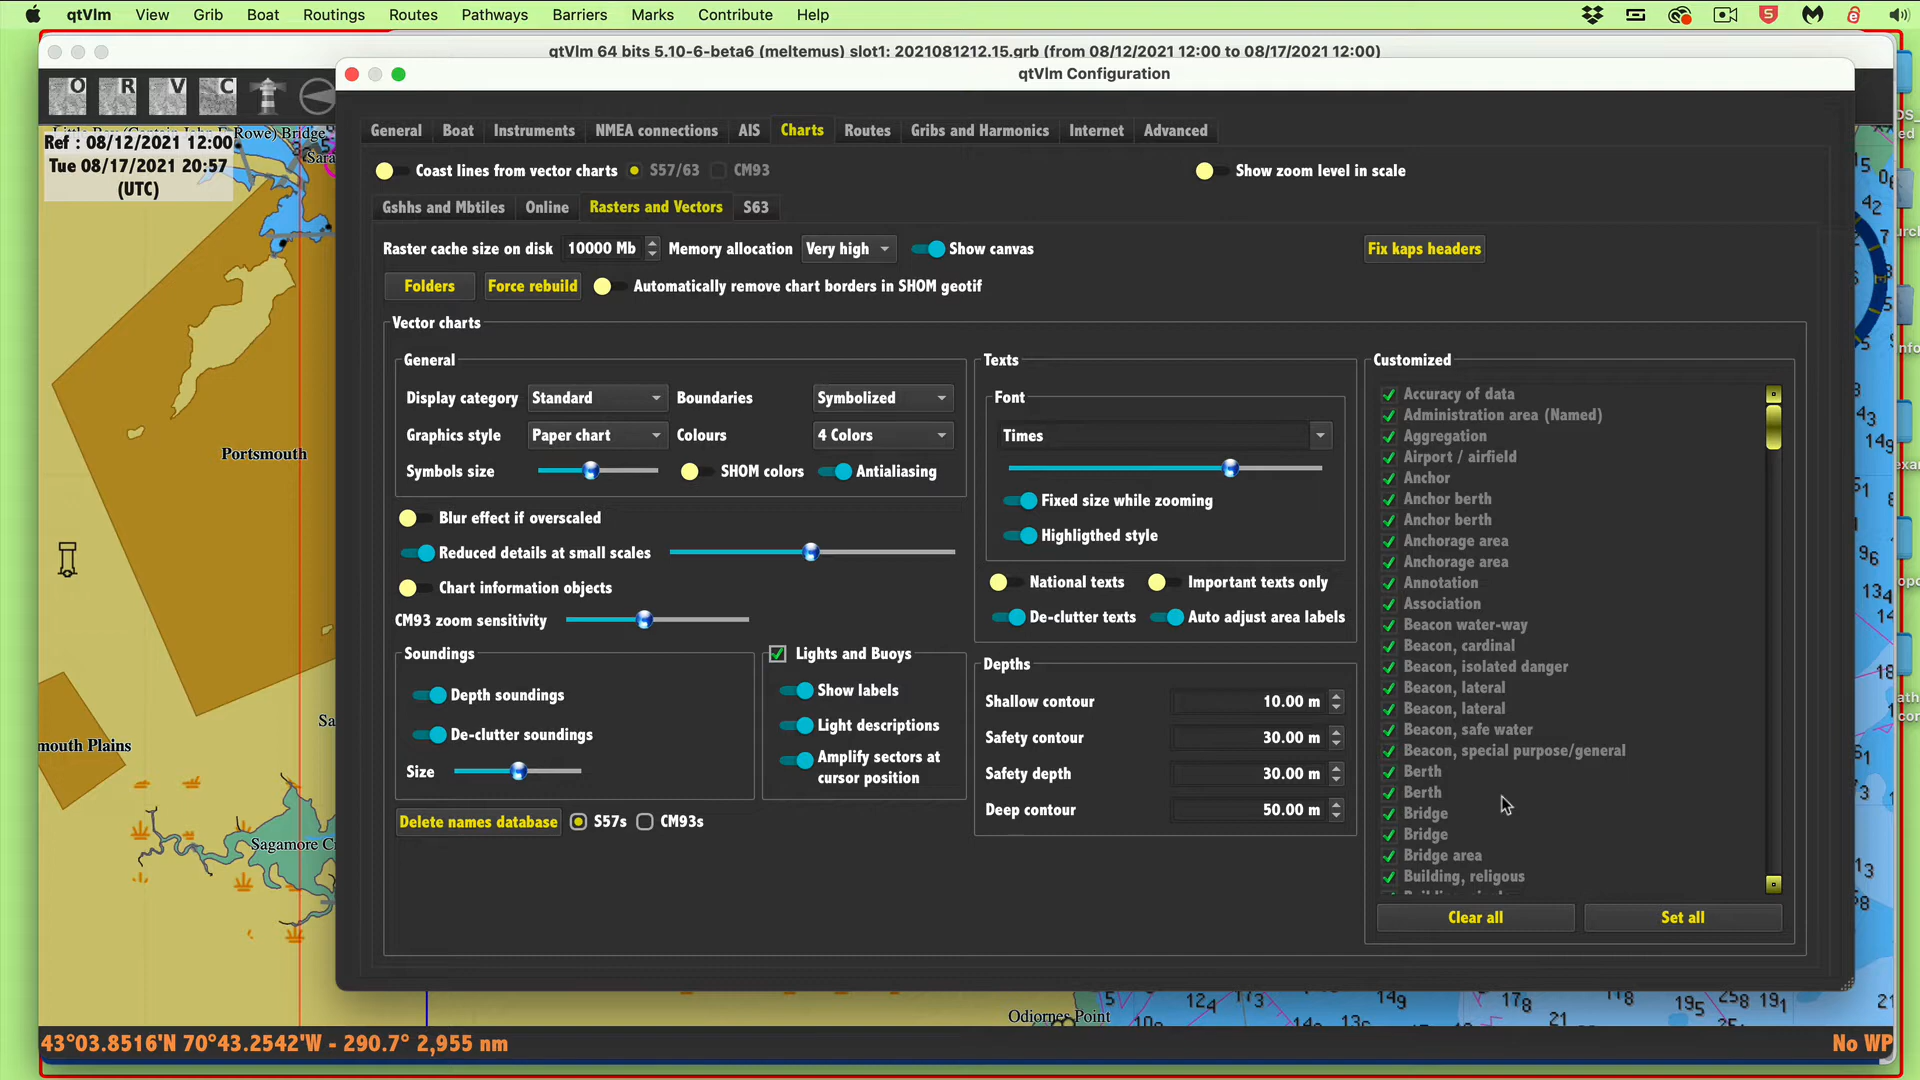 qtVlm View Grib Boat Routings Routes Pathways Barriers Marks Contribute Help
qtVlm 64 bits 5.10-6-beta6 (meltemus) slot1: 2021081212.15.grb (from 08/12/2021 12:00 to 08/17/2021 12:00)
qtVlm Configuration
O R V C
Ref : 08/12/2021 12:00
Tue 08/17/2021 20:57
(UTC)
General Boat Instruments NMEA connections AIS Charts Routes Gribs and Harmonics Internet Advanced
Coast lines from vector charts S57/63 CM93 Show zoom level in scale
Gshhs and Mbtiles Online Rasters and Vectors S63
Raster cache size on disk 10000 Mb Memory allocation Very high Show canvas Fix kaps headers
Folders Force rebuild Automatically remove chart borders in SHOM geotif
Vector charts
General
Display category Standard Boundaries Symbolized
Graphics style Paper chart Colours 4 Colors
Symbols size SHOM colors Antialiasing
Blur effect if overscaled
Reduced details at small scales
Chart information objects
CM93 zoom sensitivity
Soundings
Depth soundings
De-clutter soundings
Size
Lights and Buoys
Show labels
Light descriptions
Amplify sectors at
cursor position
Delete names database S57s CM93s
Texts
Font
Times
Fixed size while zooming
Highligthed style
National texts Important texts only
De-clutter texts Auto adjust area labels
Depths
Shallow contour 10.00 m
Safety contour 30.00 m
Safety depth 30.00 m
Deep contour 50.00 m
Customized
Accuracy of data
Administration area (Named)
Aggregation
Airport / airfield
Anchor
Anchor berth
Anchor berth
Anchorage area
Anchorage area
Annotation
Association
Beacon water-way
Beacon, cardinal
Beacon, isolated danger
Beacon, lateral
Beacon, lateral
Beacon, safe water
Beacon, special purpose/general
Berth
Berth
Bridge
Bridge
Bridge area
Building, religous
Clear all Set all
Portsmouth
mouth Plains
Sagamore C
Odiornes Point
43°03.8516'N 70°43.2542'W - 290.7° 2,955 nm
No WP